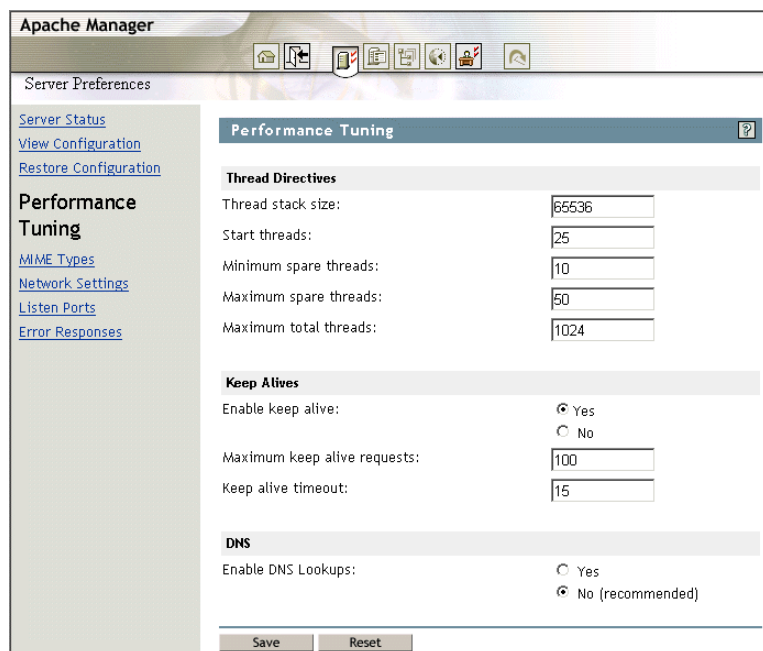 Apache Manager
Server Preferences
Server Status
View Configuration
Restore Configuration
Performance
Tuning
MIME Types
Network Settings
Listen Ports
Error Responses
Performance Tuning ?
Thread Directives
Thread stack size: 65536
Start threads: 25
Minimum spare threads: 10
Maximum spare threads: 50
Maximum total threads: 1024
Keep Alives
Enable keep alive: Yes
No
Maximum keep alive requests: 100
Keep alive timeout: 15
DNS
Enable DNS Lookups: Yes
No (recommended)
Save Reset